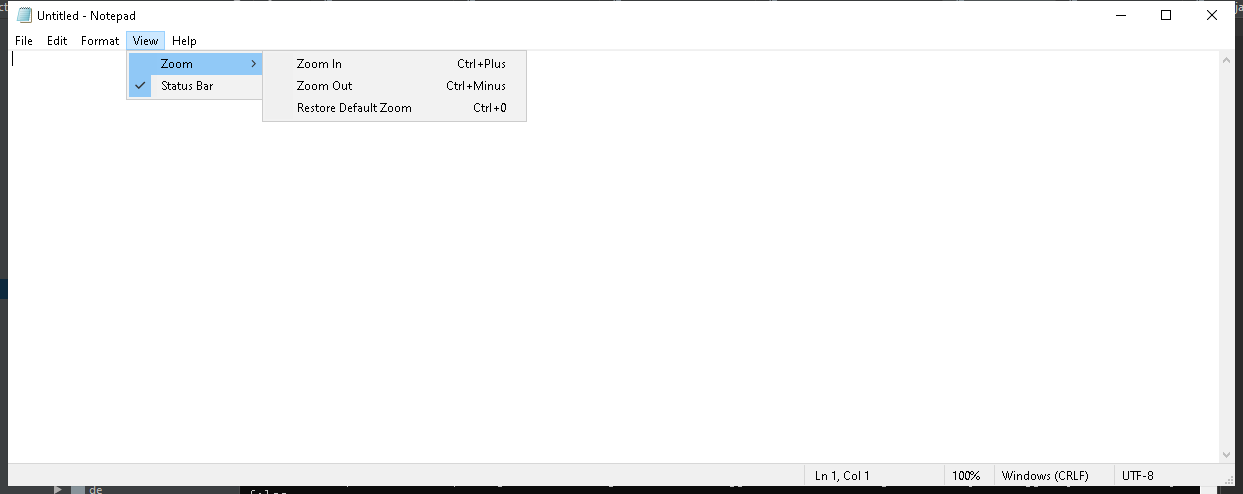 Untitled - Notepad
File Edit Format View Help
Zoom
Status Bar
Zoom In Ctrl+Plus
Zoom Out Ctrl+Minus
Restore Default Zoom Ctrl+0
Ln 1, Col 1 100% Windows (CRLF) UTF-8
de